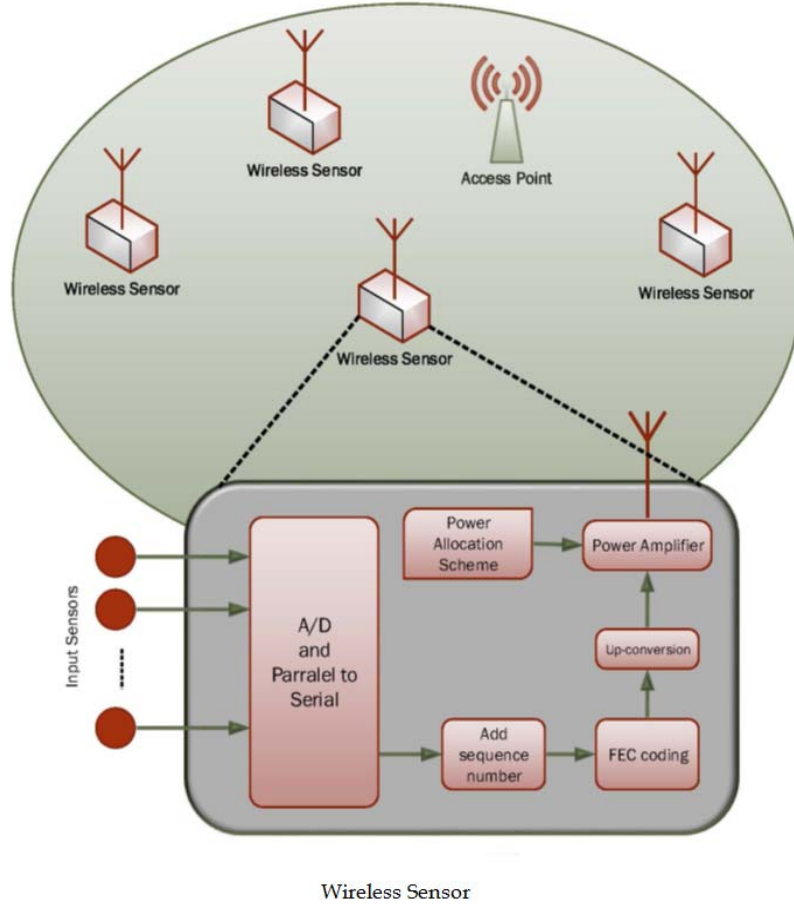 Wireless Sensor
Access Point
Wireless Sensor
Wireless Sensor
Wireless Sensor
Input Sensors
A/D
and
Parralel to
Serial
Power
Allocation
Scheme
Power Amplifier
Up-conversion
Add
sequence
number
FEC coding
Wireless Sensor